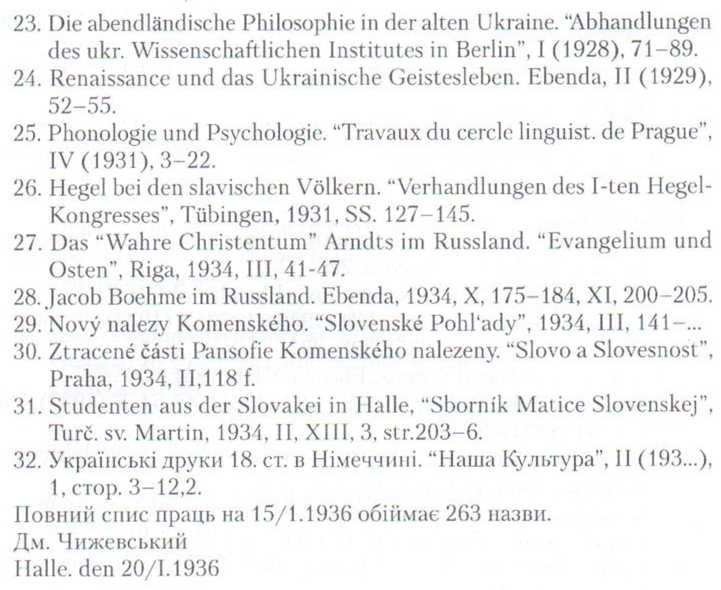 23. Die abendländische Philosophie in der alten Ukraine. “Abhandlungen
des ukr. Wissenschaftlichen Institutes in Berlin”, I (1928), 71–89.
24. Renaissance und das Ukrainische Geistesleben. Ebenda, II (1929),
52–55.
25. Phonologie und Psychologie. “Travaux du cercle linguist. de Prague”,
IV (1931), 3–22.
26. Hegel bei den slavischen Völkern. “Verhandlungen des I-ten Hegel-
Kongresses”, Tübingen, 1931, SS. 127–145.
27. Das “Wahre Christentum” Arndts im Russland. “Evangelium und
Osten”, Riga, 1934, III, 41-47.
28. Jacob Boehme im Russland. Ebenda, 1934, X, 175–184, XI, 200–205.
29. Nový nalezy Komenského. “Slovenské Pohl‘ady”, 1934, III, 141–...
30. Ztracené části Pansofie Komenského nalezeny. “Slovo a Slovesnost”,
Praha, 1934, II,118 f.
31. Studenten aus der Slovakei in Halle, “Sborník Matice Slovenskej”,
Turč. sv. Martin, 1934, II, XIII, 3, str.203–6.
32. Українські друки 18. ст. в Німеччині. “Наша Культура”, II (193...),
1, стор. 3–12,2.
Повний спис праць на 15/1.1936 обіймає 263 назви.
Дм. Чижевський
Halle. den 20/I.1936